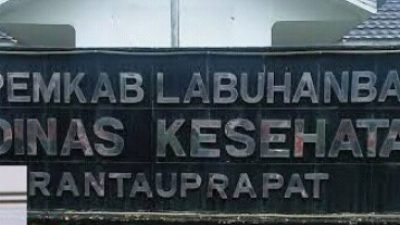 PEMKAB LABUHANBA
DINAS KESEHATA
RANTAUPRAPAT